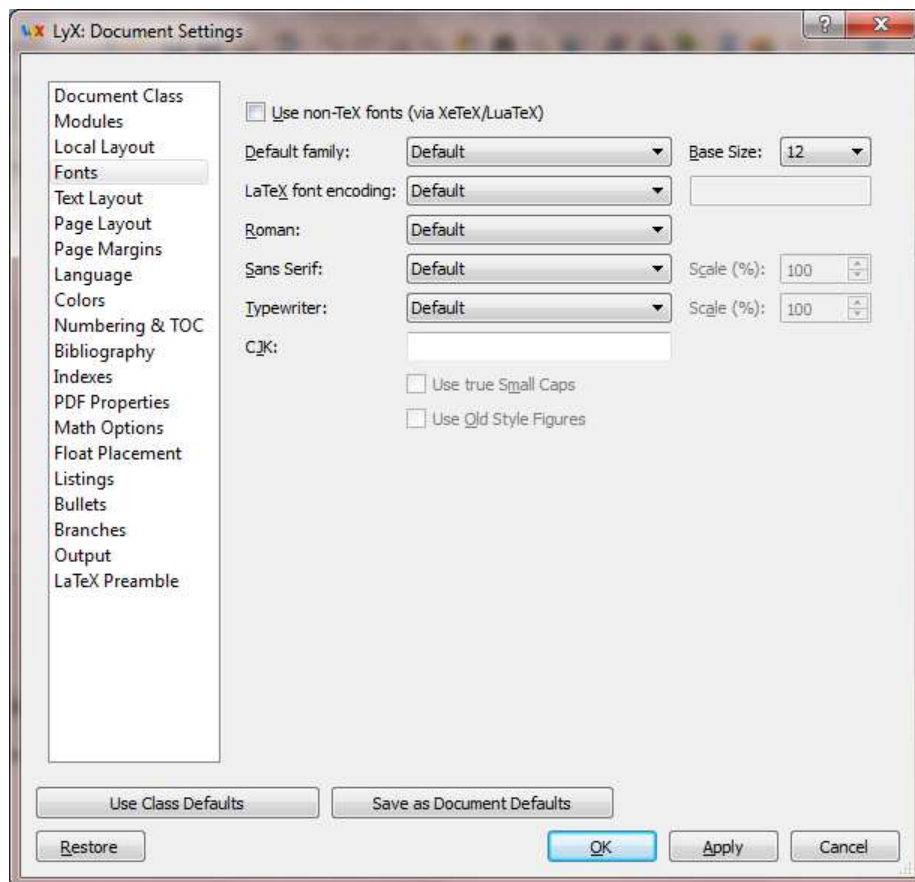 LyX: Document Settings
?
X
Document Class
Modules
Local Layout
Fonts
Text Layout
Page Layout
Page Margins
Language
Colors
Numbering & TOC
Bibliography
Indexes
PDF Properties
Math Options
Float Placement
Listings
Bullets
Branches
Output
LaTeX Preamble
Use non-TeX fonts (via XeTeX/LuaTeX)
Default family: Default Base Size: 12
LaTeX font encoding: Default
Roman: Default
Sans Serif: Default Scale (%): 100
Typewriter: Default Scale (%): 100
CJK:
Use true Small Caps
Use Old Style Figures
Use Class Defaults Save as Document Defaults
Restore OK Apply Cancel